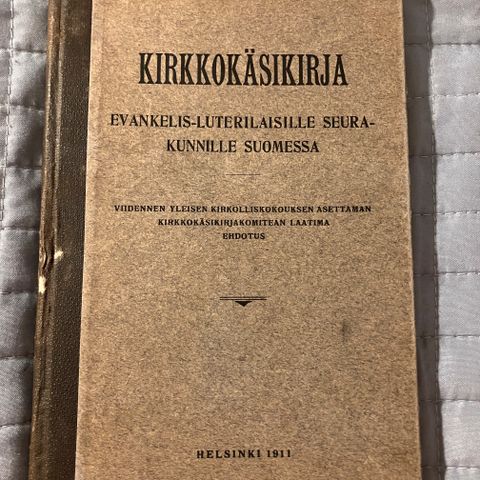 KIRKKOKÄSIKIRJA
EVANKELIS-LUTERILAISILLE SEURA-
KUNNILLE SUOMESSA
VIIDENNEN YLEISEN KIRKOLLISKOKOUKSEN ASETTAMAN
KIRKKOKÄSIKIRJAKOMITEAN LAATIMA
EHDOTUS
HELSINKI 1911